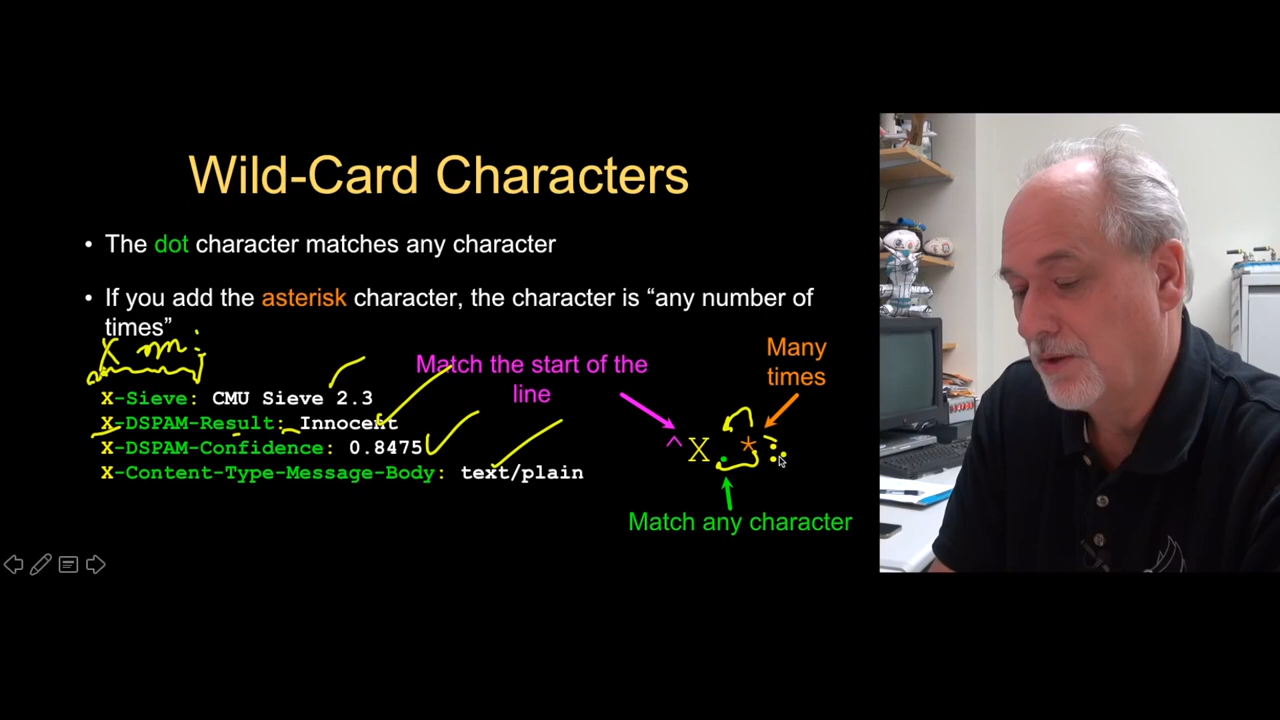 Wild-Card Characters
• The dot character matches any character
• If you add the asterisk character, the character is “any number of
times”
X
Match the start of the
line
Many
times
X-Sieve: CMU Sieve 2.3
X-DSPAM-Result: Innocent
X-DSPAM-Confidence: 0.8475
X-Content-Type-Message-Body: text/plain
^X.*:
Match any character